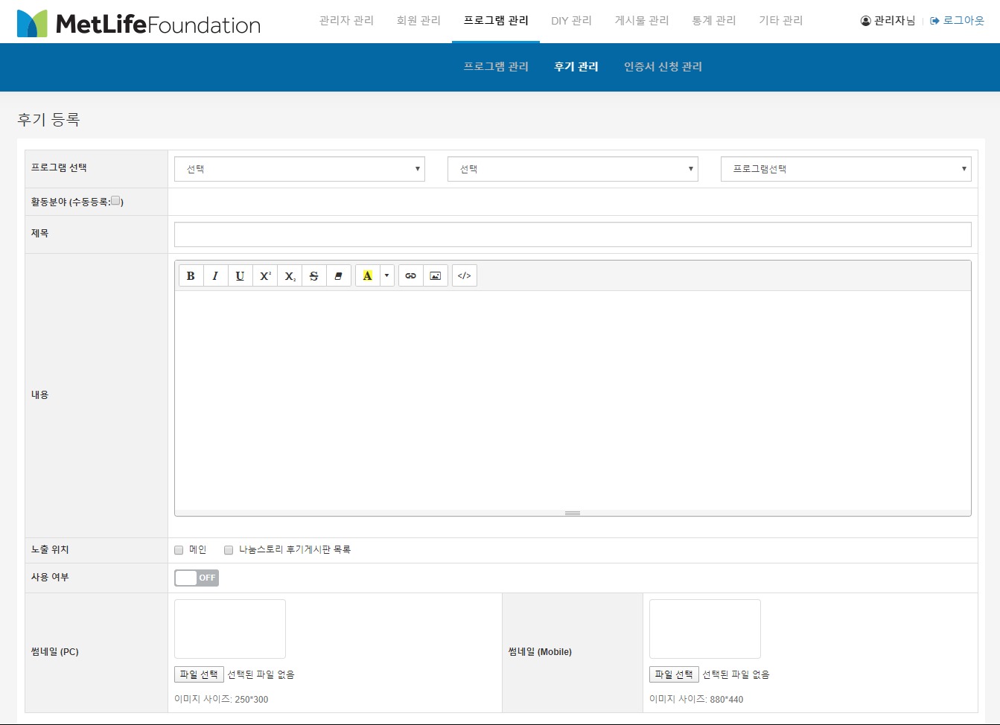 MetLifeFoundation
관리자 관리 회원 관리 프로그램 관리 DIY 관리 게시물 관리 통계 관리 기타 관리
관리자님 로그아웃
프로그램 관리 후기 관리 인증서 신청 관리
후기 등록
프로그램 선택 선택 선택 프로그램선택
활동분야 (수동등록: )
제목
B I U X² X₂ S A </>
내용
노출 위치 메인 나눔스토리 후기게시판 목록
사용 여부 OFF
썸네일 (PC) 파일 선택 선택된 파일 없음
이미지 사이즈: 250*300
썸네일 (Mobile) 파일 선택 선택된 파일 없음
이미지 사이즈: 880*440